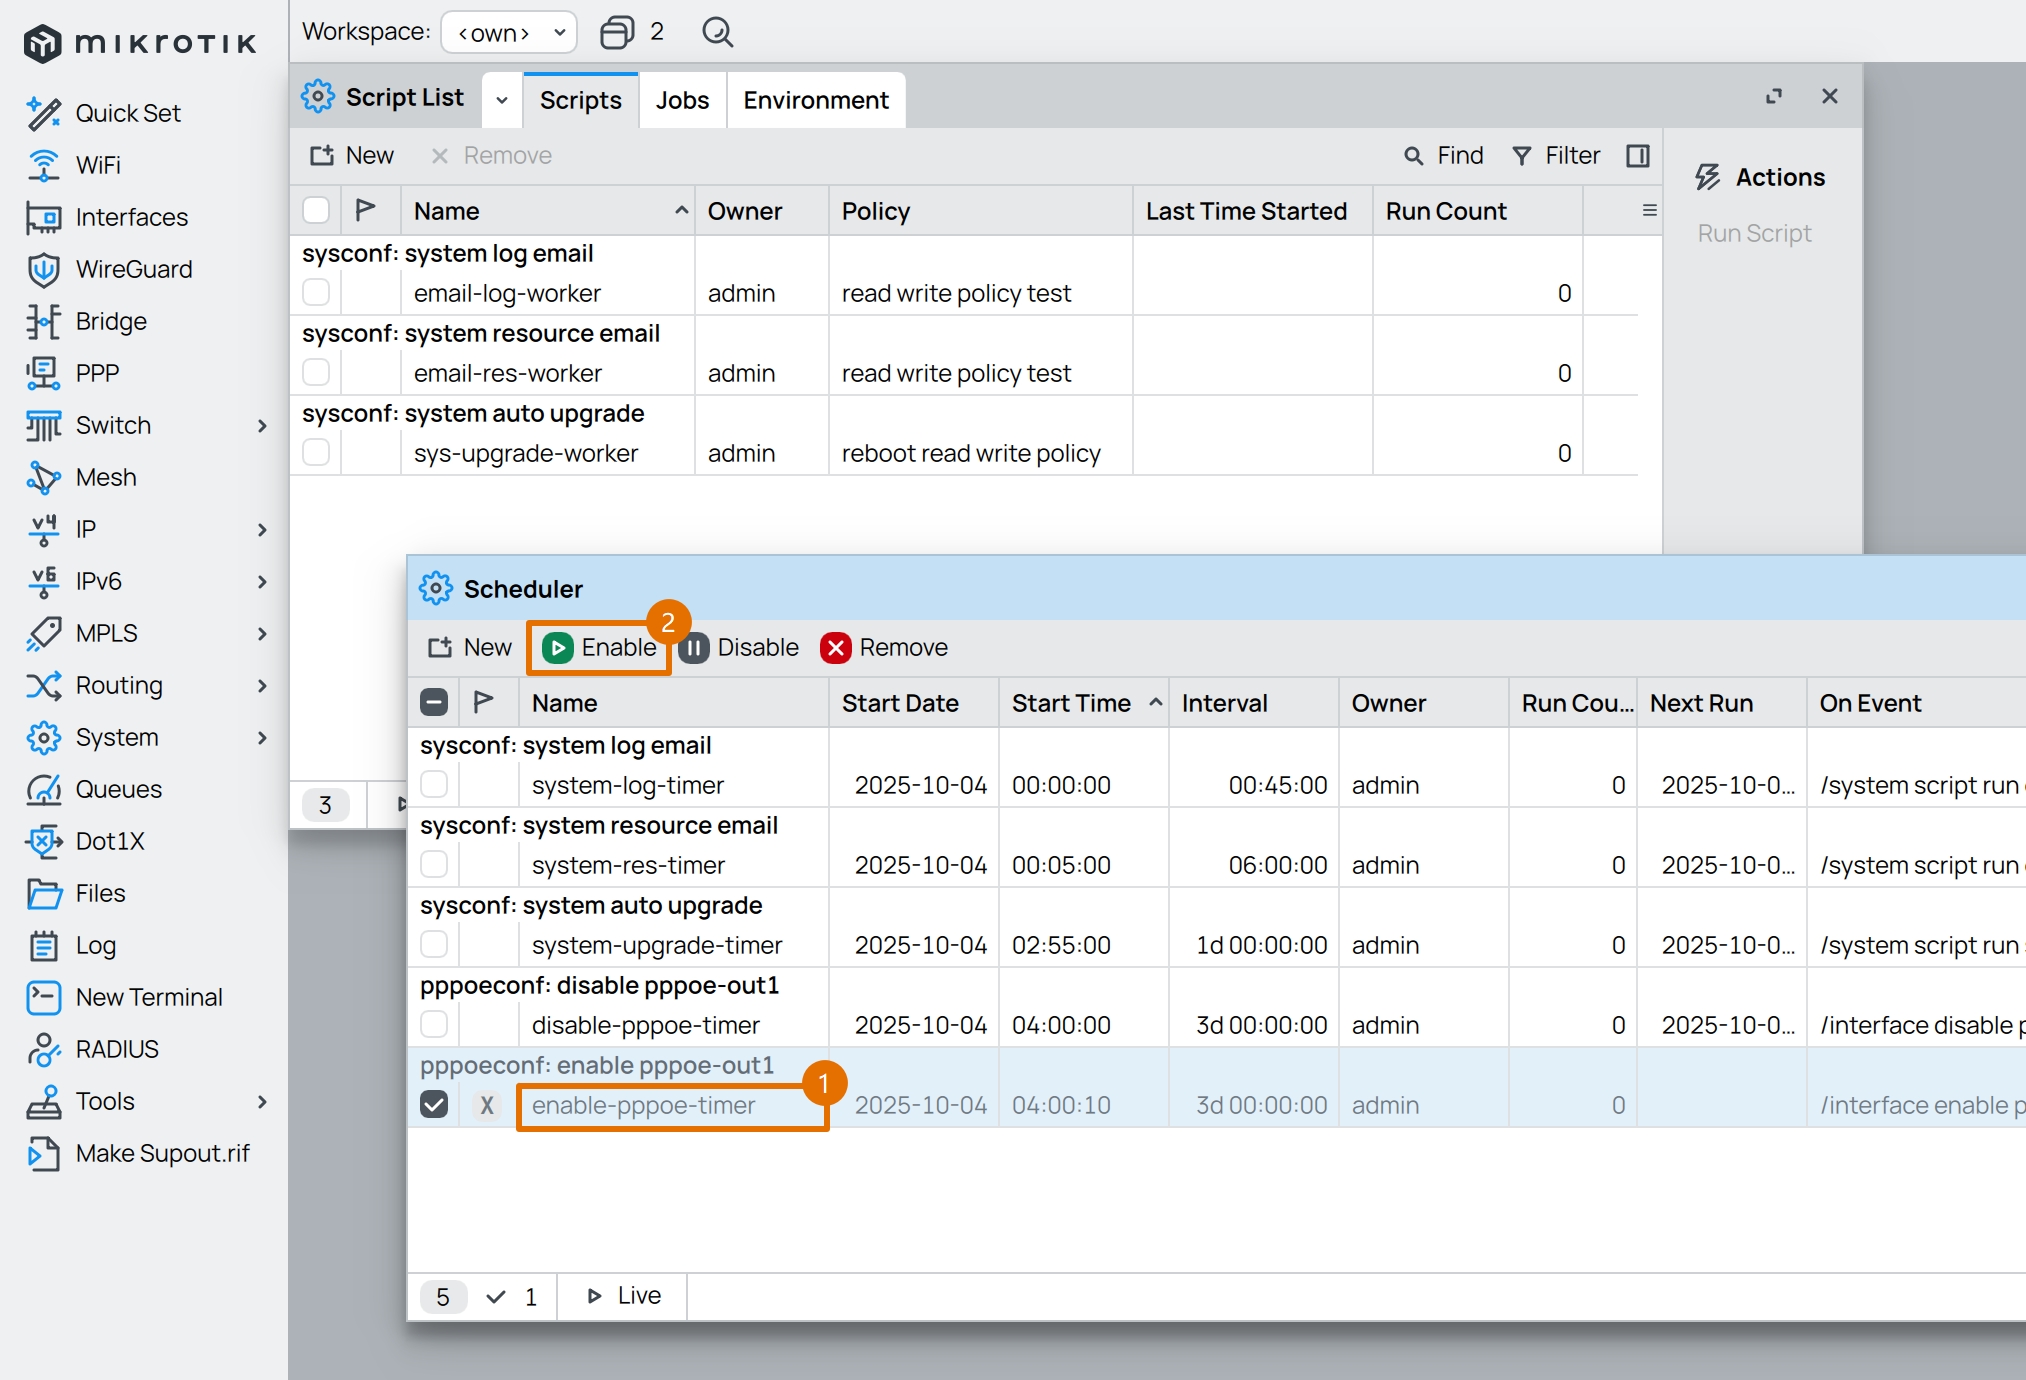 mikrotik
Workspace: <own> 2
Quick Set
WiFi
Interfaces
WireGuard
Bridge
PPP
Switch
Mesh
v4 IP
v6 IPv6
MPLS
Routing
System
Queues
Dot1X
Files
Log
New Terminal
RADIUS
Tools
Make Supout.rif
Script List Scripts Jobs Environment
New Remove Find Filter
Actions
Run Script
Name Owner Policy Last Time Started Run Count
sysconf: system log email
email-log-worker admin read write policy test 0
sysconf: system resource email
email-res-worker admin read write policy test 0
sysconf: system auto upgrade
sys-upgrade-worker admin reboot read write policy 0
3
Scheduler
New Enable 2 Disable Remove
Name Start Date Start Time Interval Owner Run Cou... Next Run On Event
sysconf: system log email
system-log-timer 2025-10-04 00:00:00 00:45:00 admin 0 2025-10-0... /system script run
sysconf: system resource email
system-res-timer 2025-10-04 00:05:00 06:00:00 admin 0 2025-10-0... /system script run
sysconf: system auto upgrade
system-upgrade-timer 2025-10-04 02:55:00 1d 00:00:00 admin 0 2025-10-0... /system script run
pppoeconf: disable pppoe-out1
disable-pppoe-timer 2025-10-04 04:00:00 3d 00:00:00 admin 0 2025-10-0... /interface disable p
pppoeconf: enable pppoe-out1
X enable-pppoe-timer 1 2025-10-04 04:00:10 3d 00:00:00 admin 0 /interface enable p
5 1 Live